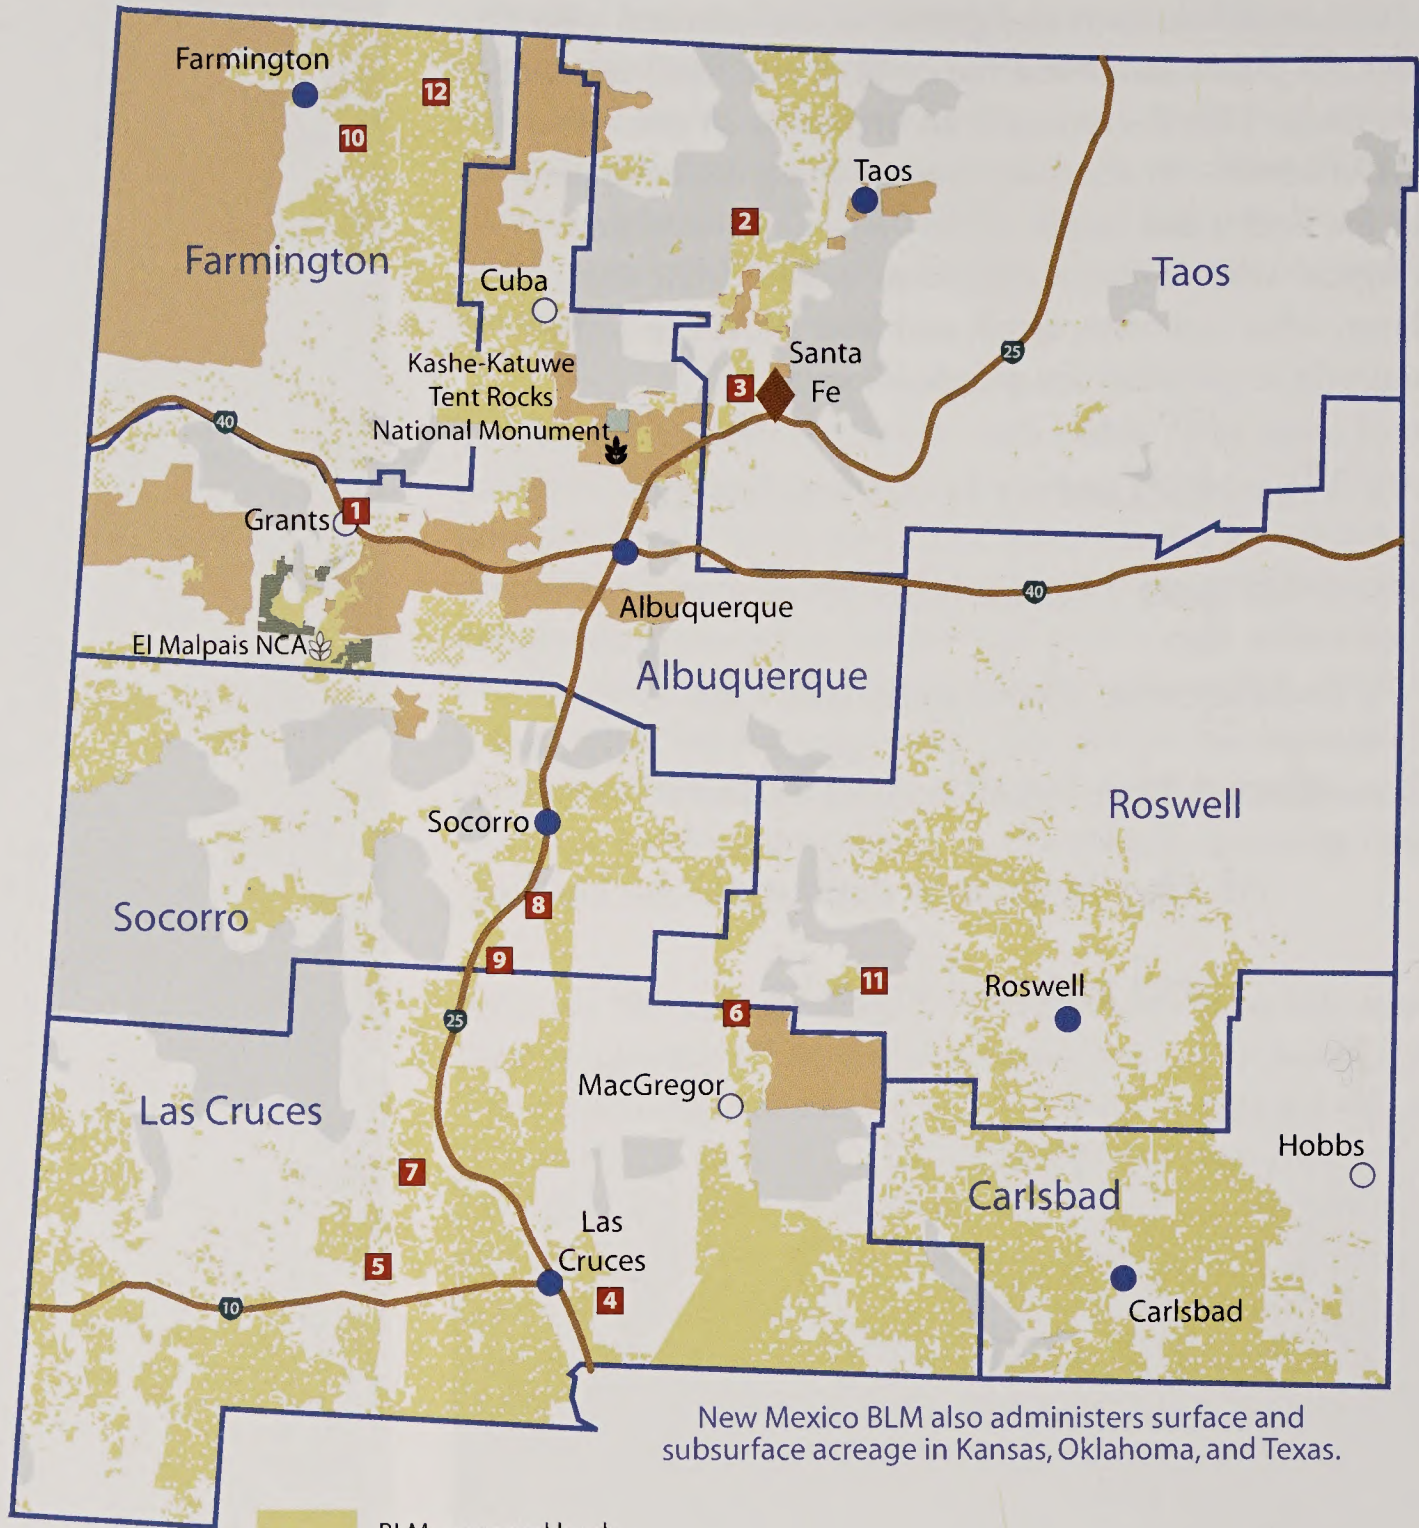 Farmington
12
10
Taos
2
Farmington
Cuba
Taos
Kashe-Katuwe
Tent Rocks
National Monument
Santa
Fe
3
25
40
Grants
1
40
Albuquerque
El Malpais NCA
Albuquerque
Roswell
Socorro
Socorro
8
9
11
Roswell
25
6
MacGregor
Las Cruces
Hobbs
7
Carlsbad
Las
Cruces
5
4
10
Carlsbad
New Mexico BLM also administers surface and
subsurface acreage in Kansas, Oklahoma, and Texas.